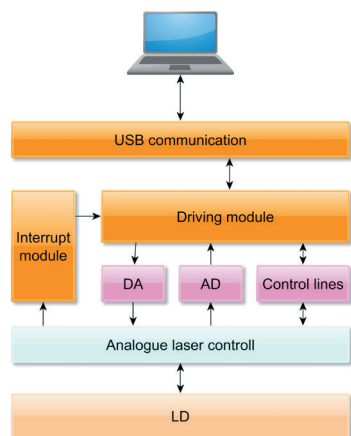 USB communication
Driving module
Interrupt
module
DA
AD
Control lines
Analogue laser controll
LD